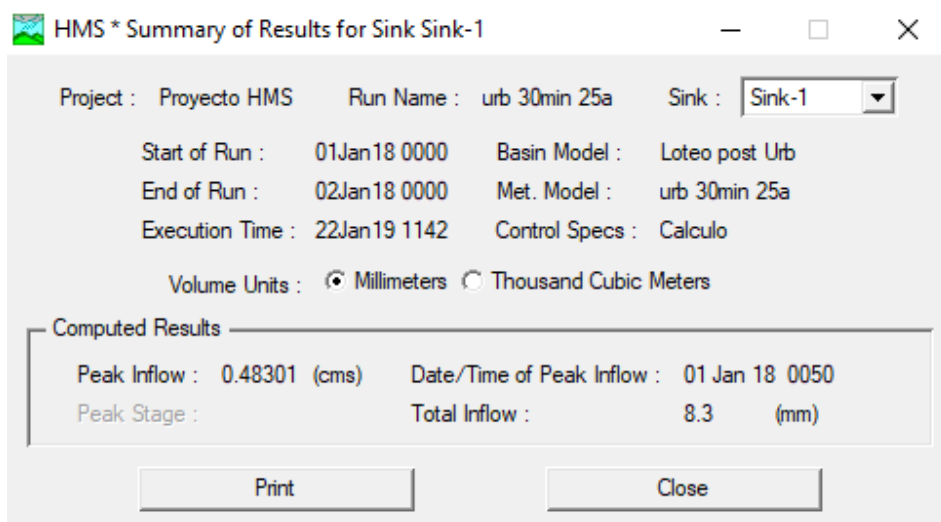 HMS * Summary of Results for Sink Sink-1
Project : Proyecto HMS Run Name : urb 30min 25a Sink : Sink-1
Start of Run : 01Jan18 0000 Basin Model : Loteo post Urb
End of Run : 02Jan18 0000 Met. Model : urb 30min 25a
Execution Time : 22Jan19 1142 Control Specs : Calculo
Volume Units : Millimeters Thousand Cubic Meters
Computed Results
Peak Inflow : 0.48301 (cms) Date/Time of Peak Inflow : 01 Jan 18 0050
Peak Stage : Total Inflow : 8.3 (mm)
Print Close